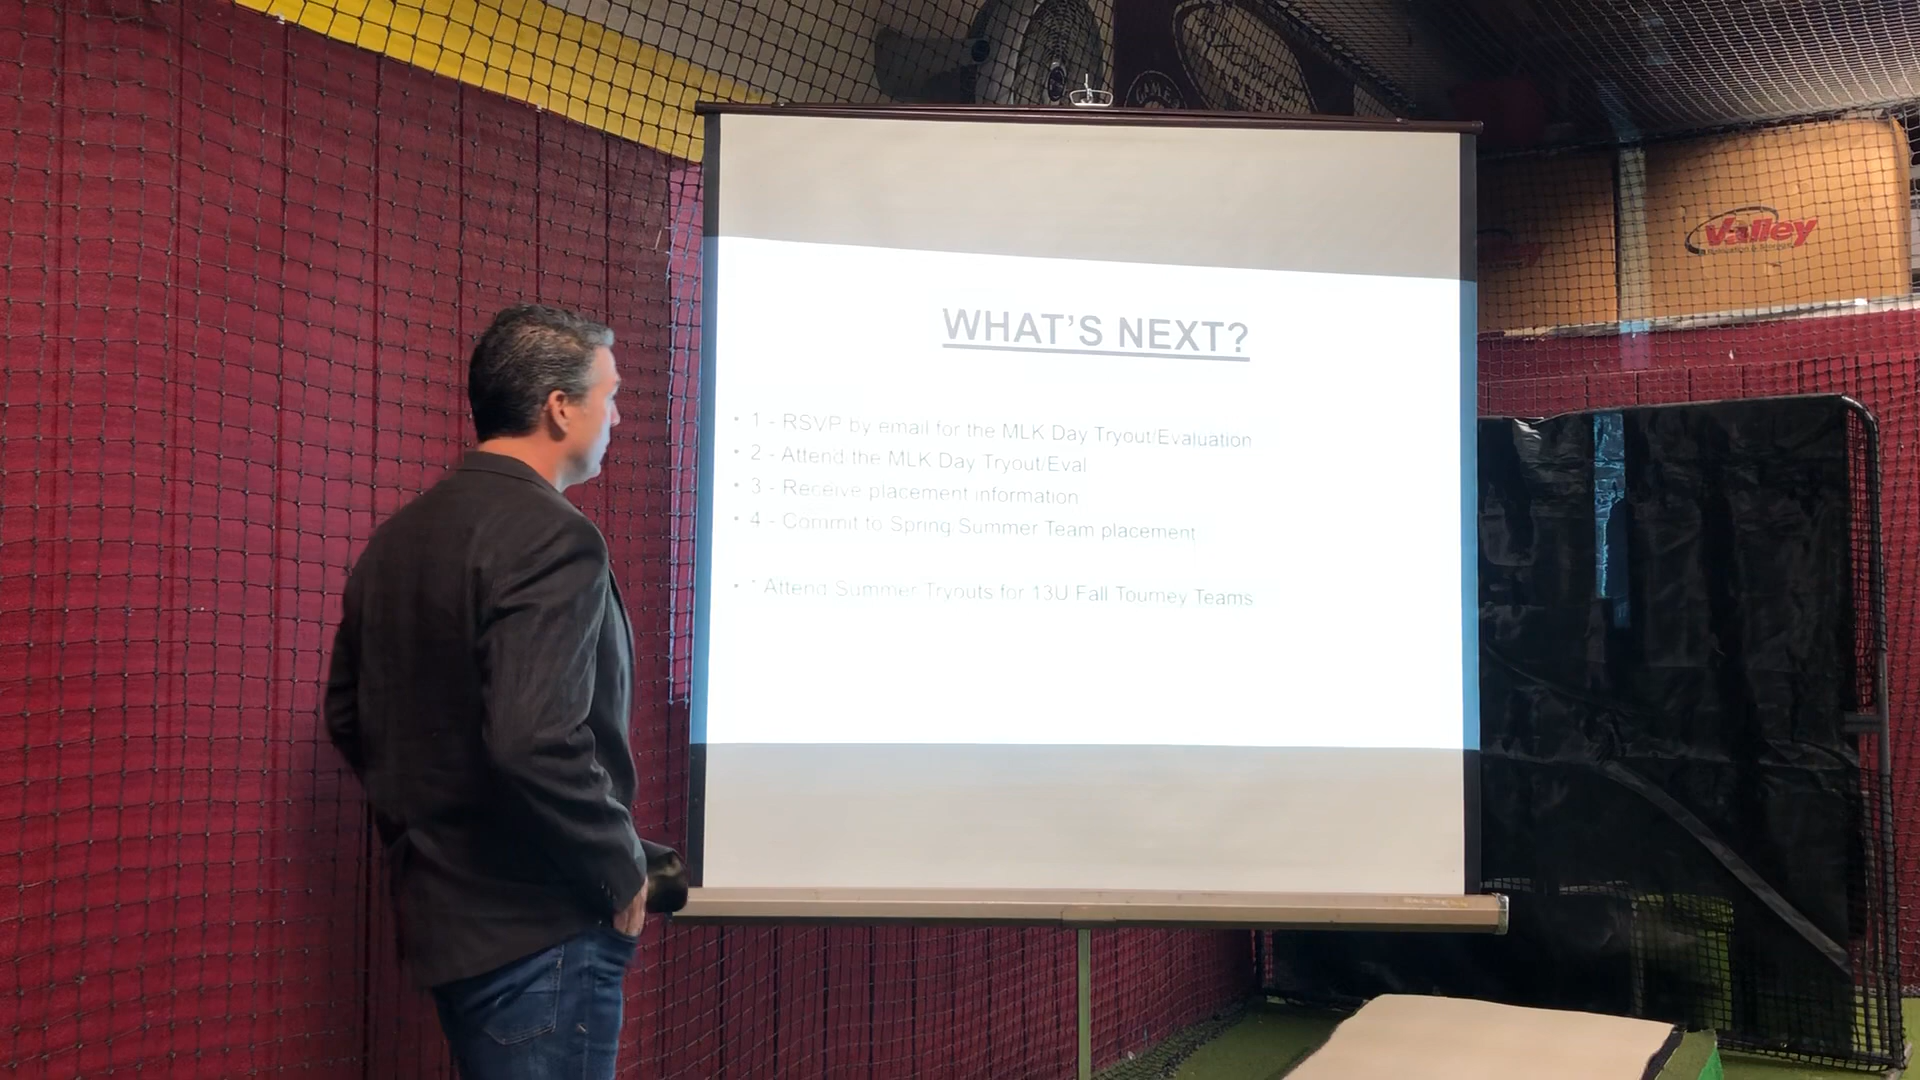 GAME
Valley
WHAT'S NEXT?
• 1 - RSVP by email for the MLK Day Tryout/Evaluation
• 2 - Attend the MLK Day Tryout/Eval
• 3 - Receive placement information
• 4 - Commit to Spring/Summer Team placement
• * Attend Summer Tryouts for 13U Fall Tourney Teams